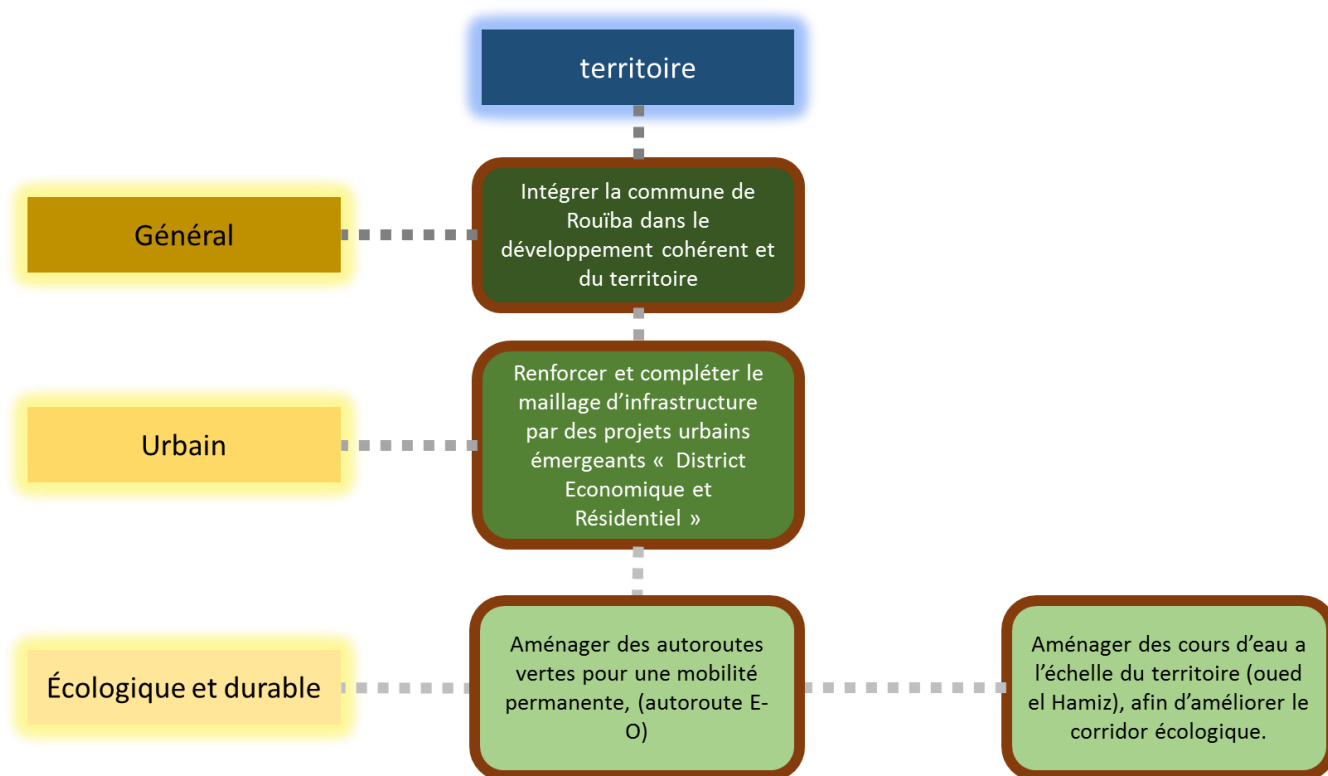 territoire
Général
Intégrer la commune de
Rouïba dans le
développement cohérent et
du territoire
Urbain
Renforcer et compléter le
maillage d’infrastructure
par des projets urbains
émergeants «  District
Economique et
Résidentiel »
Écologique et durable
Aménager des autoroutes
vertes pour une mobilité
permanente, (autoroute E-
O)
Aménager des cours d’eau a
l’échelle du territoire (oued
el Hamiz), afin d’améliorer le
corridor écologique.